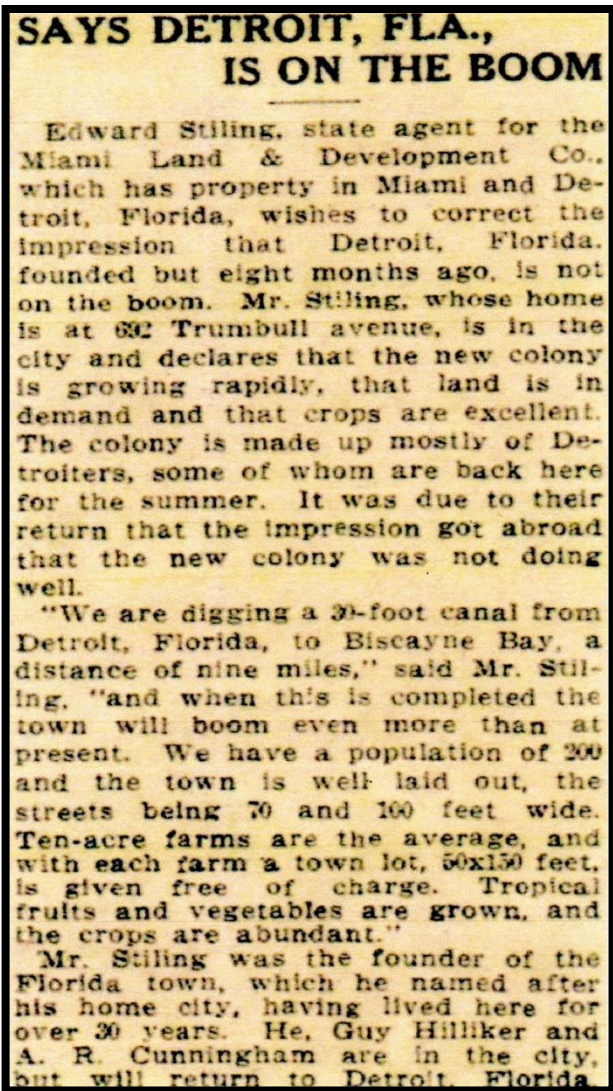 SAYS DETROIT, FLA.,
IS ON THE BOOM
Edward Stiling, state agent for the
Miami Land & Development Co.,
which has property in Miami and De-
troit, Florida, wishes to correct the
impression that Detroit, Florida,
founded but eight months ago, is not
on the boom. Mr. Stiling, whose home
is at 692 Trumbull avenue, is in the
city and declares that the new colony
is growing rapidly, that land is in
demand and that crops are excellent.
The colony is made up mostly of De-
troiters, some of whom are back here
for the summer. It was due to their
return that the impression got abroad
that the new colony was not doing
well.
"We are digging a 30-foot canal from
Detroit, Florida, to Biscayne Bay, a
distance of nine miles," said Mr. Stil-
ing, "and when this is completed the
town will boom even more than at
present. We have a population of 200
and the town is well laid out, the
streets being 70 and 100 feet wide.
Ten-acre farms are the average, and
with each farm a town lot, 50x150 feet,
is given free of charge. Tropical
fruits and vegetables are grown, and
the crops are abundant."
Mr. Stiling was the founder of the
Florida town, which he named after
his home city, having lived here for
over 30 years. He, Guy Hilliker and
A. R. Cunningham are in the city,
but will return to Detroit, Florida